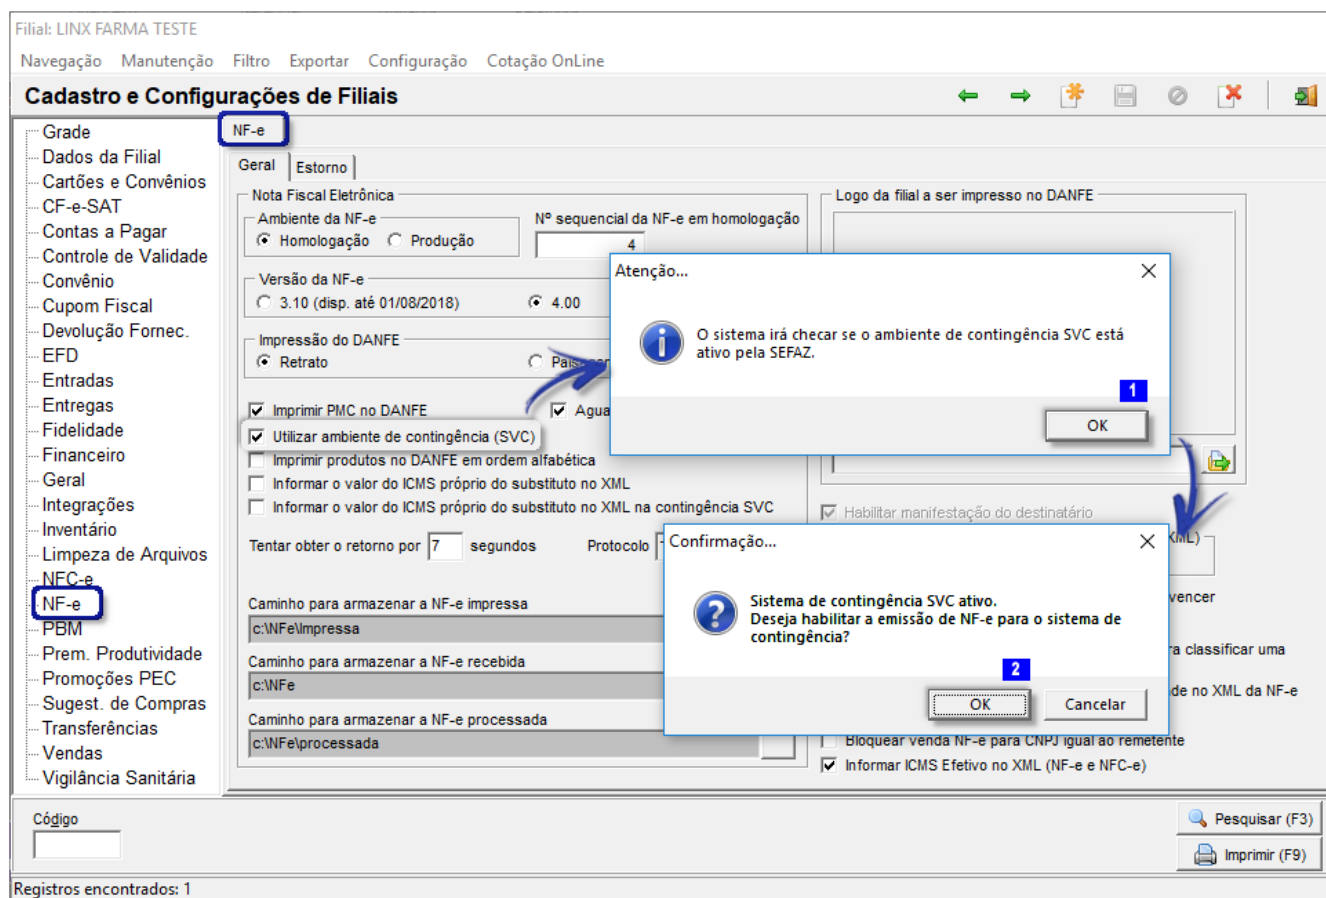 Filial: LINX FARMA TESTE
Navegação Manutenção Filtro Exportar Configuração Cotação OnLine
Cadastro e Configurações de Filiais
Grade
Dados da Filial
Cartões e Convênios
CF-e-SAT
Contas a Pagar
Controle de Validade
Convênio
Cupom Fiscal
Devolução Fornec.
EFD
Entradas
Entregas
Fidelidade
Financeiro
Geral
Integrações
Inventário
Limpeza de Arquivos
NFC-e
NF-e
PBM
Prem. Produtividade
Promoções PEC
Sugest. de Compras
Transferências
Vendas
Vigilância Sanitária
NF-e
Geral Estorno
Nota Fiscal Eletrônica
Ambiente da NF-e
Homologação Produção
Nº sequencial da NF-e em homologação
4
Versão da NF-e
3.10 (disp. até 01/08/2018) 4.00
Impressão do DANFE
Retrato
Imprimir PMC no DANFE
Utilizar ambiente de contingência (SVC)
Imprimir produtos no DANFE em ordem alfabética
Informar o valor do ICMS próprio do substituto no XML
Informar o valor do ICMS próprio do substituto no XML na contingência SVC
Tentar obter o retorno por 7 segundos Protocolo
Caminho para armazenar a NF-e impressa
c:\NFe\Impressa
Caminho para armazenar a NF-e recebida
c:\NFe
Caminho para armazenar a NF-e processada
c:\NFe\processada
Logo da filial a ser impresso no DANFE
Habilitar manifestação do destinatário
XML)
vencer
classificar uma
no XML da NF-e
Bloquear venda NF-e para CNPJ igual ao remetente
Informar ICMS Efetivo no XML (NF-e e NFC-e)
Atenção...
O sistema irá checar se o ambiente de contingência SVC está
ativo pela SEFAZ.
1
OK
Confirmação...
Sistema de contingência SVC ativo.
Deseja habilitar a emissão de NF-e para o sistema de
contingência?
2
OK Cancelar
Código
Pesquisar (F3)
Imprimir (F9)
Registros encontrados: 1